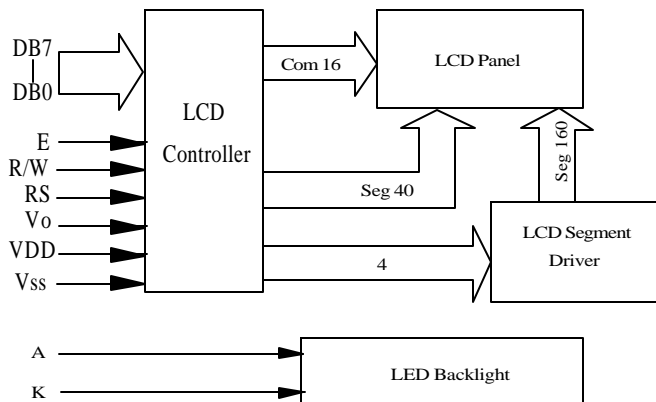 DB7
DB0
E
R/W
RS
Vo
VDD
Vss
LCD
Controller
Com 16
LCD Panel
Seg 40
Seg 160
4
LCD Segment
Driver
A
K
LED Backlight